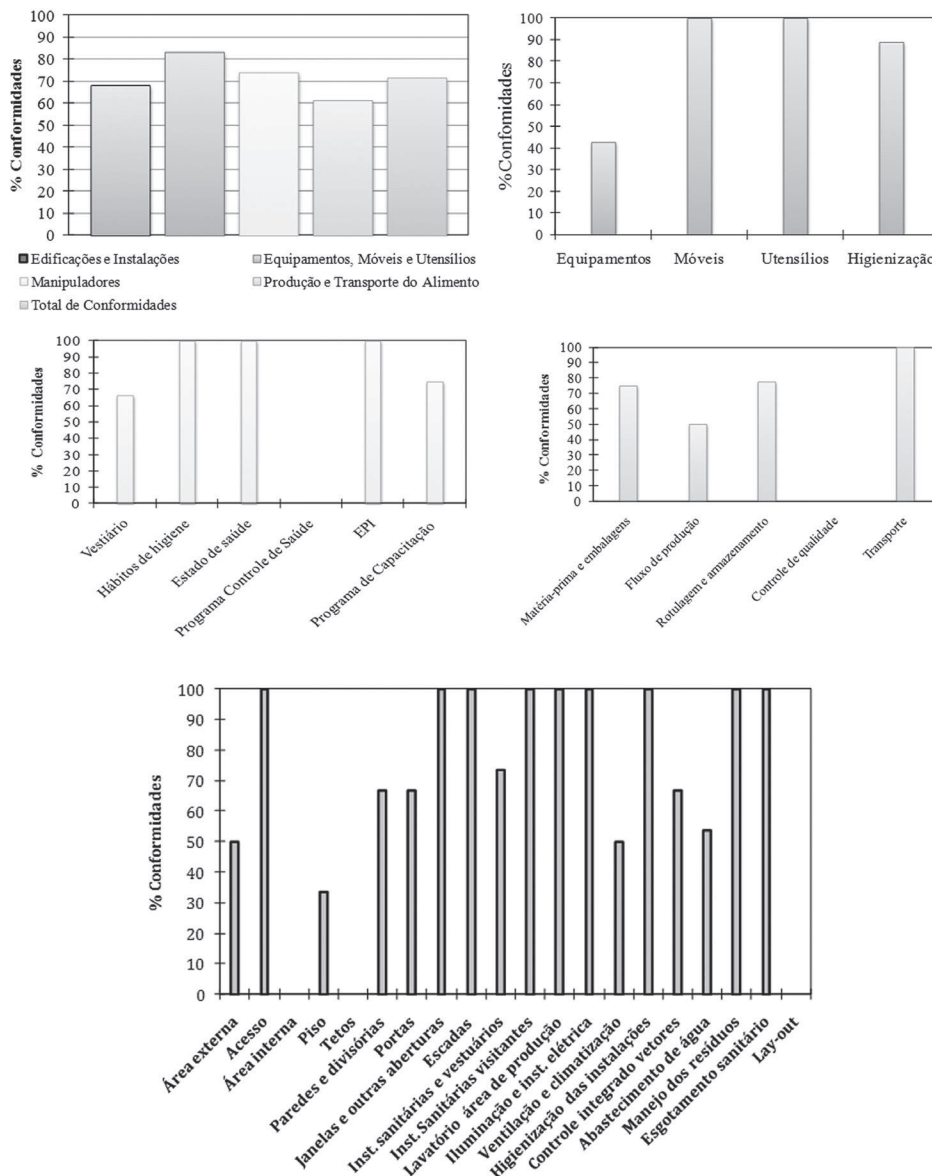 % Conformidades
100
90
80
70
60
50
40
30
20
10
0
■ Edificações e Instalações
■ Equipamentos, Móveis e Utensílios
Manipuladores
Produção e Transporte do Alimento
■ Total de Conformidades
%Confomidades
100
90
80
70
60
50
40
30
20
10
0
Equipamentos
Móveis
Utensílios
Higienização
% Conformidades
100
90
80
70
60
50
40
30
20
10
0
Vestiário
Hábitos de higiene
Estado de saúde
Programa Controle de Saúde
EPI
Programa de Capacitação
% Conformidades
100
90
80
70
60
50
40
30
20
10
0
Matéria-prima e embalagens
Fluxo de produção
Rotulagem e armazenamento
Controle de qualidade
Transporte
% Conformidades
100
90
80
70
60
50
40
30
20
10
0
Área externa
Acesso
Área interna
Piso
Tetos
Paredes e divisórias
Portas
Janelas e outras aberturas
Escadas
Inst. sanitárias e vestuários
Inst. Sanitárias visitantes
Lavatório área de produção
Iluminação e inst. elétrica
Ventilação e climatização
Higienização das instalações
Controle integrado vetores
Abastecimento de água
Manejo dos resíduos
Esgotamento sanitário
Lay-out